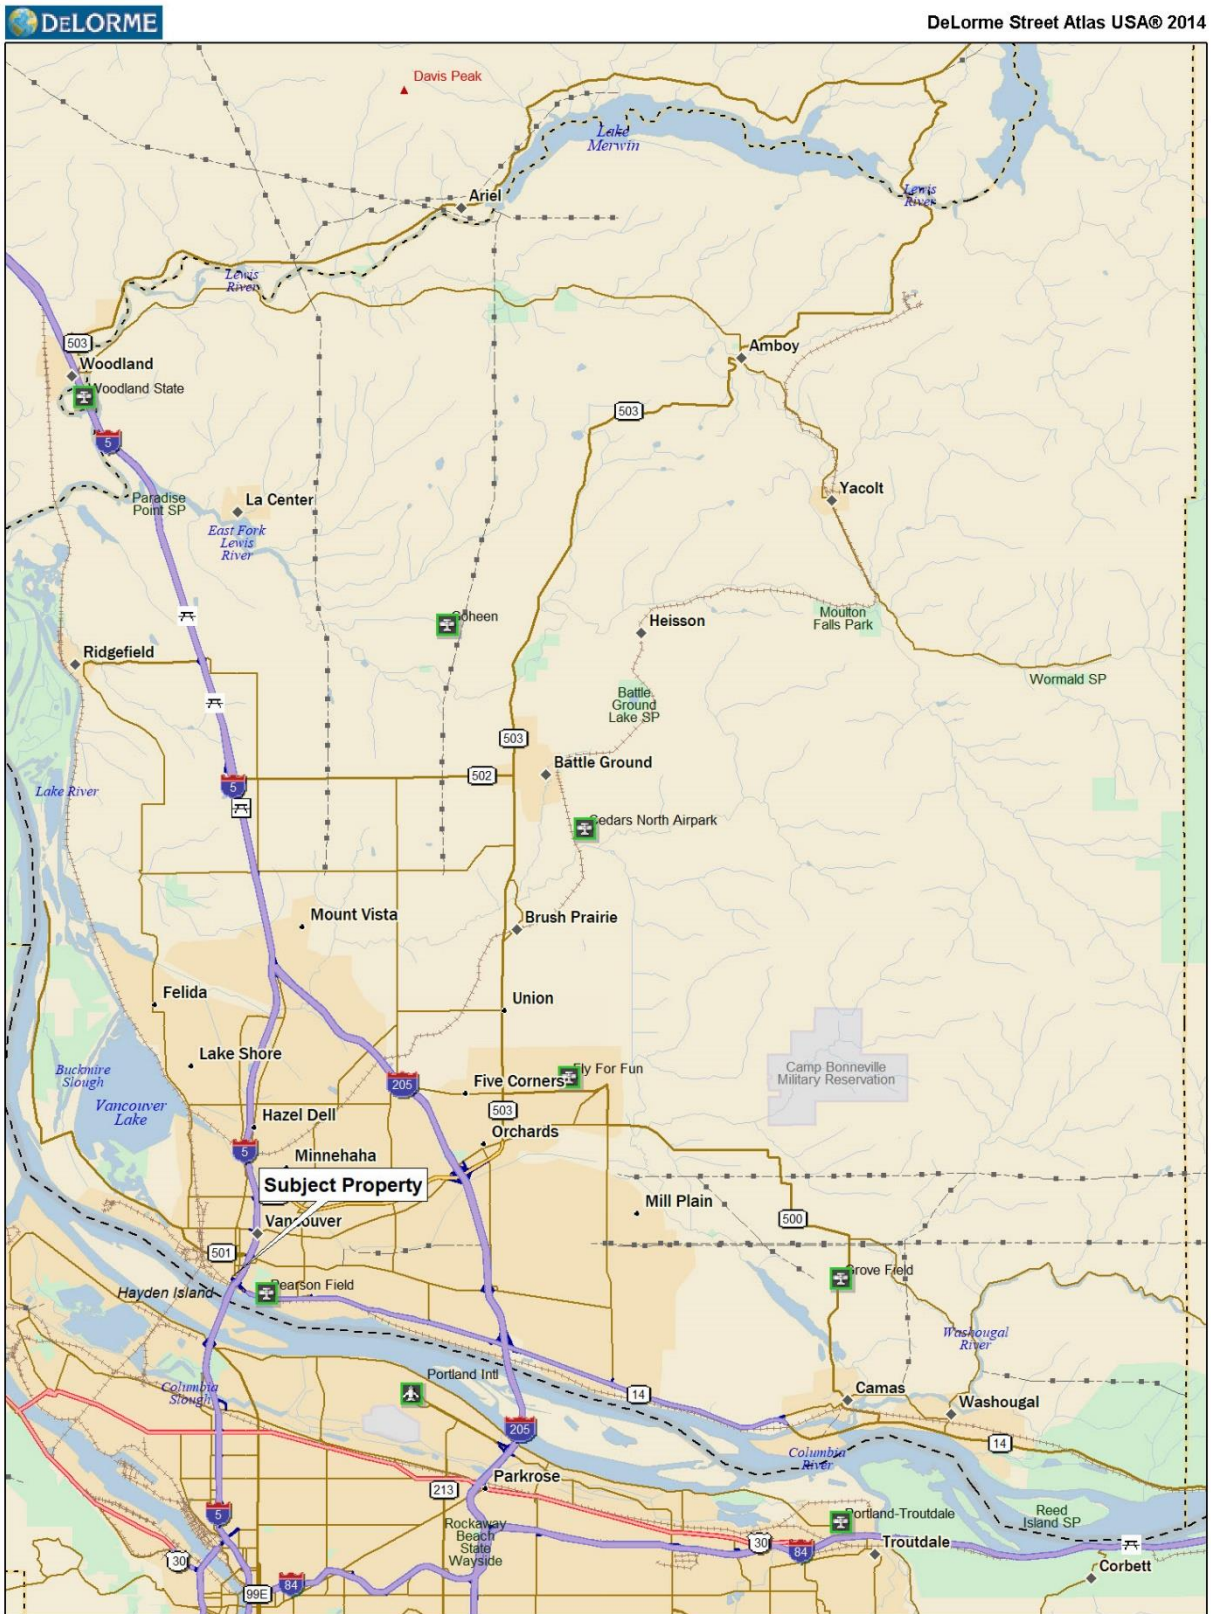 DELORME
DeLorme Street Atlas USA® 2014
Davis Peak
Lake
Merwin
Ariel
Lewis
River
Lewis
River
503
Woodland
Amboy
Woodland State
503
5
Yacolt
Paradise
Point SP
La Center
East Fork
Lewis
River
Goheen
Heisson
Moulton
Falls Park
Ridgefield
Wormald SP
Battle
Ground
Lake SP
503
Battle Ground
502
5
Lake River
Cedars North Airpark
Mount Vista
Brush Prairie
Felida
Union
Lake Shore
Buckmire
Slough
Fly For Fun
Camp Bonneville
Military Reservation
Five Corners
205
503
Vancouver
Lake
Hazel Dell
Orchards
5
Minnehaha
Subject Property
Mill Plain
Vancouver
500
501
Grove Field
Pearson Field
Hayden Island
Washougal
River
Portland Intl
Columbia
Slough
14
Camas
Washougal
205
14
Columbia
River
Parkrose
213
5
Rockaway
Beach
State
Wayside
Portland-Troutdale
Reed
Island SP
30
30
84
Troutdale
Corbett
99E
84